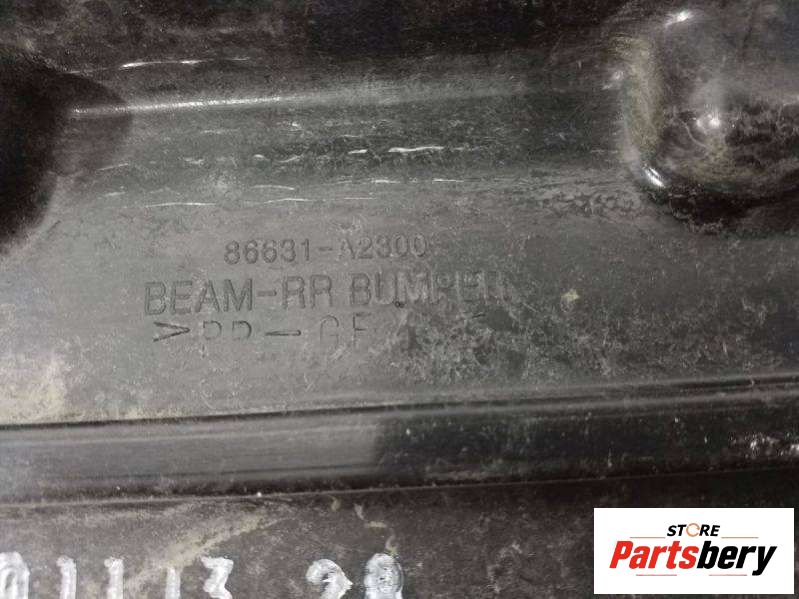 86631-A2300
BEAM-RR BUMPER
STORE
Partsbery